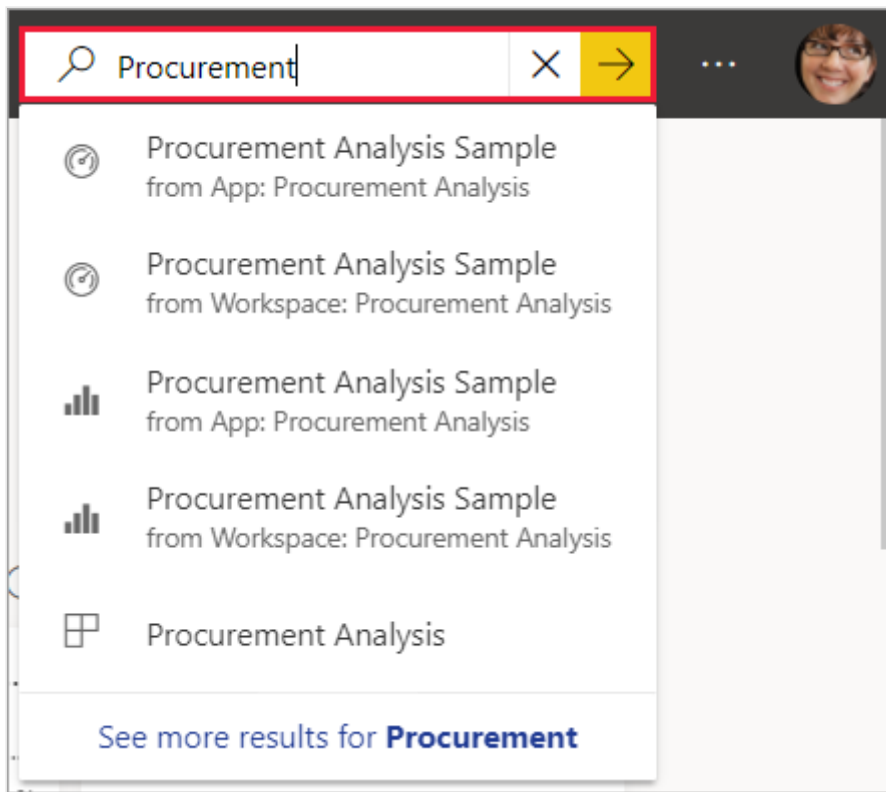 Procurement
Procurement Analysis Sample
from App: Procurement Analysis
Procurement Analysis Sample
from Workspace: Procurement Analysis
Procurement Analysis Sample
from App: Procurement Analysis
Procurement Analysis Sample
from Workspace: Procurement Analysis
Procurement Analysis
See more results for Procurement